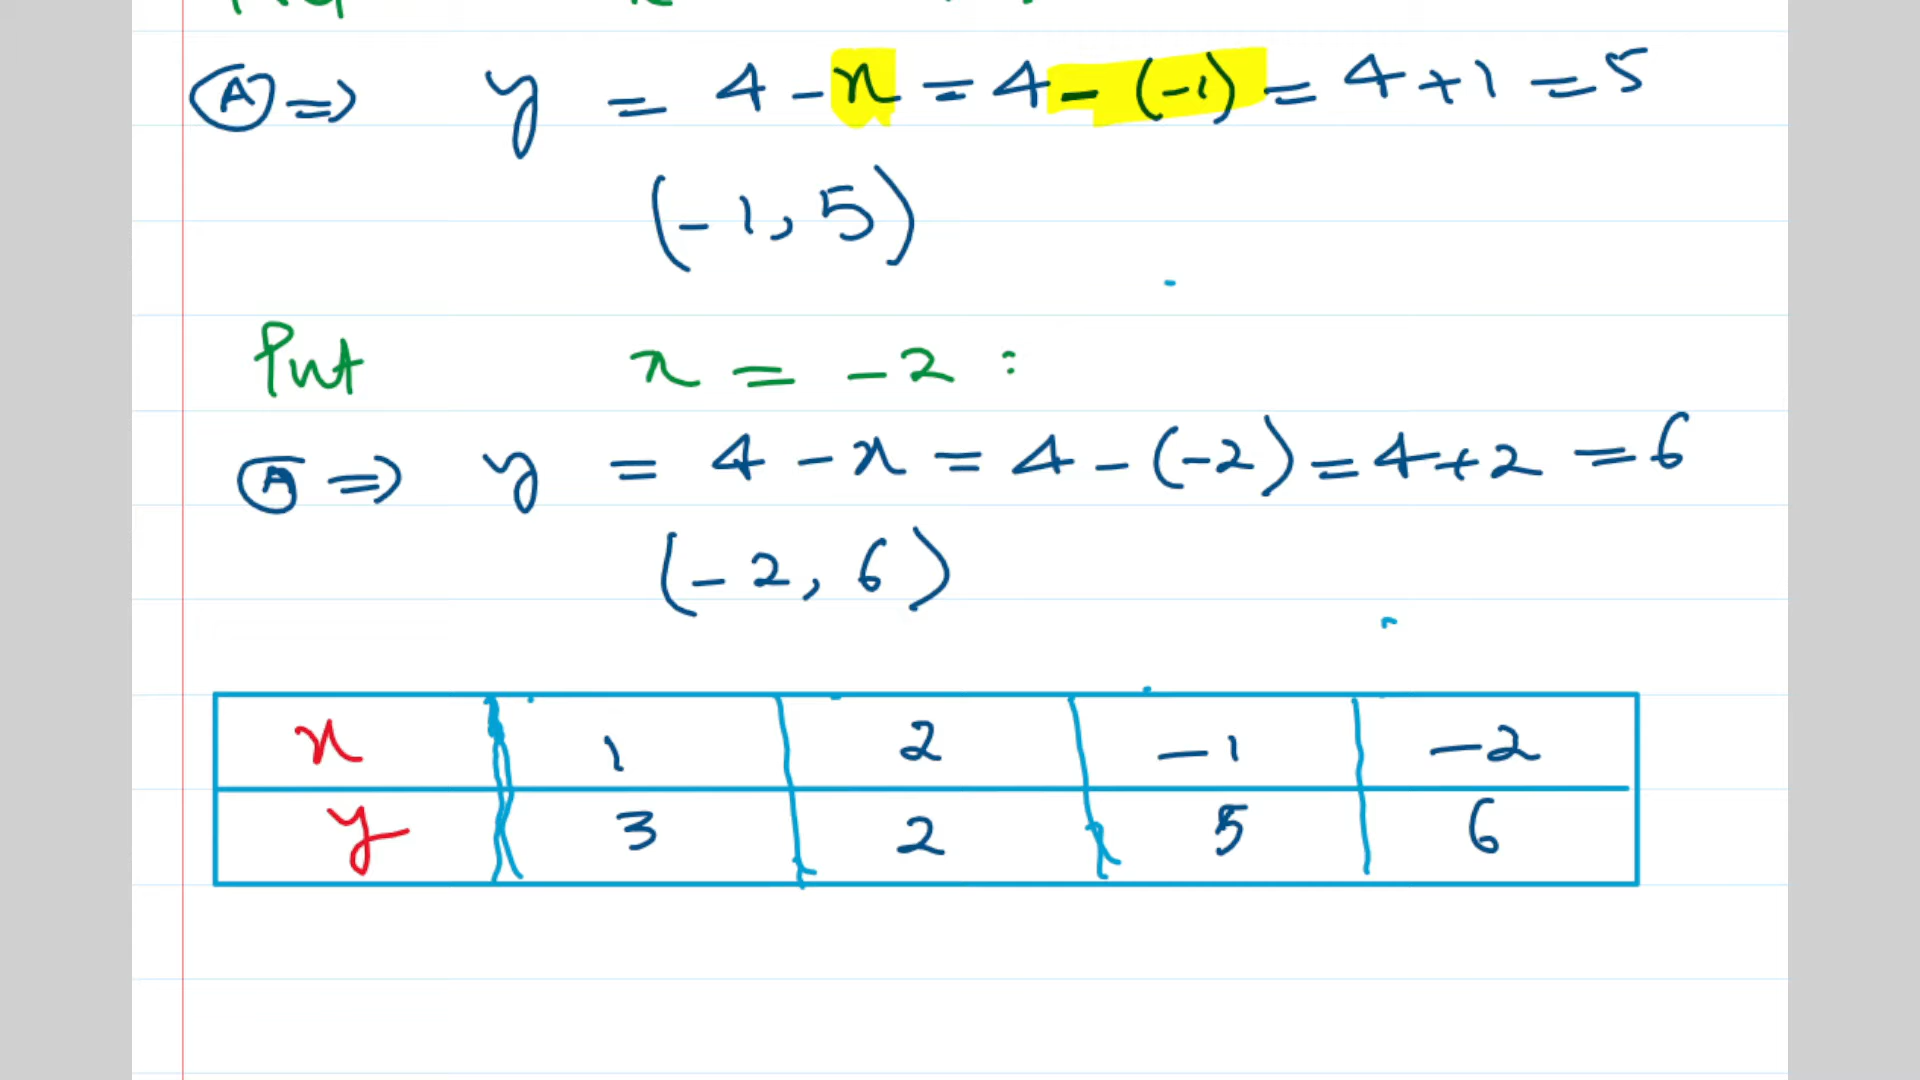 Ⓐ ⇒ y = 4 - x = 4 - (-1) = 4 + 1 = 5
(-1, 5)
Put x = -2 :
Ⓐ ⇒ y = 4 - x = 4 - (-2) = 4 + 2 = 6
(-2, 6)
x 1 2 -1 -2
y 3 2 5 6